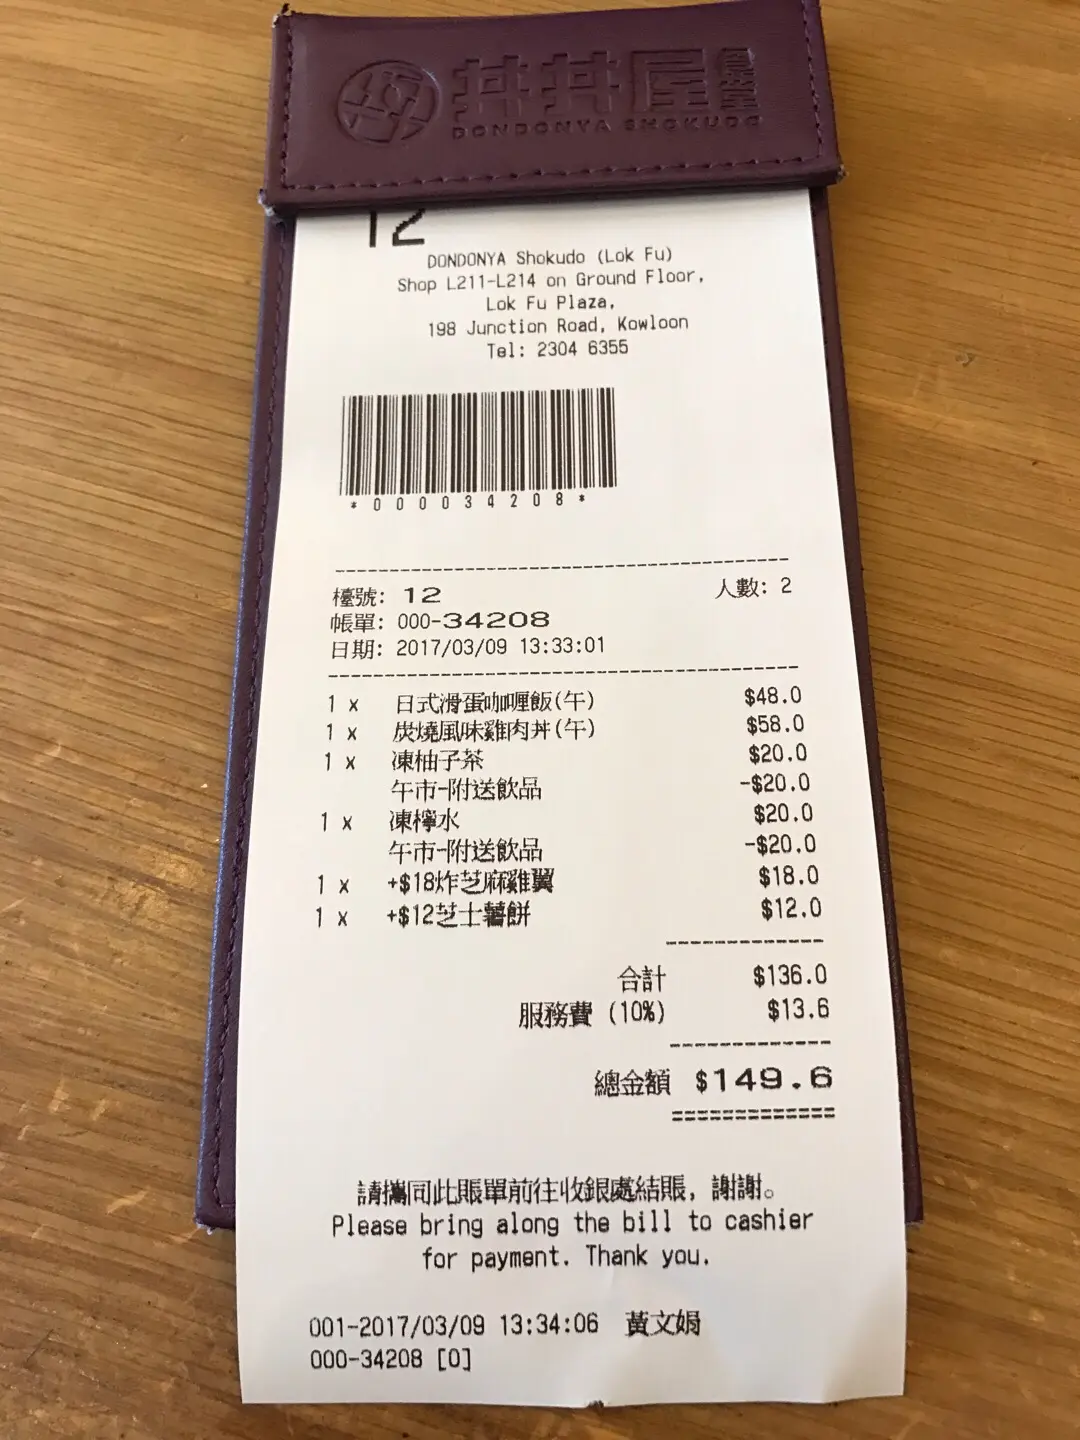 丼丼屋 食堂
DONDONYA SHOKUDO
12
DONDONYA Shokudo (Lok Fu)
Shop L211-L214 on Ground Floor,
Lok Fu Plaza,
198 Junction Road, Kowloon
Tel: 2304 6355
*000034208*
檯號: 12 人數: 2
帳單: 000-34208
日期: 2017/03/09 13:33:01
1 x 日式滑蛋咖喱飯(午) $48.0
1 x 炭燒風味雞肉丼(午) $58.0
1 x 凍柚子茶 $20.0
午市-附送飲品 -$20.0
1 x 凍檸水 $20.0
午市-附送飲品 -$20.0
1 x +$18炸芝麻雞翼 $18.0
1 x +$12芝士薯餅 $12.0
合計 $136.0
服務費 (10%) $13.6
總金額 $149.6
請攜同此賬單前往收銀處結賬，謝謝。
Please bring along the bill to cashier
for payment. Thank you.
001-2017/03/09 13:34:06 黃文娟
000-34208 [0]